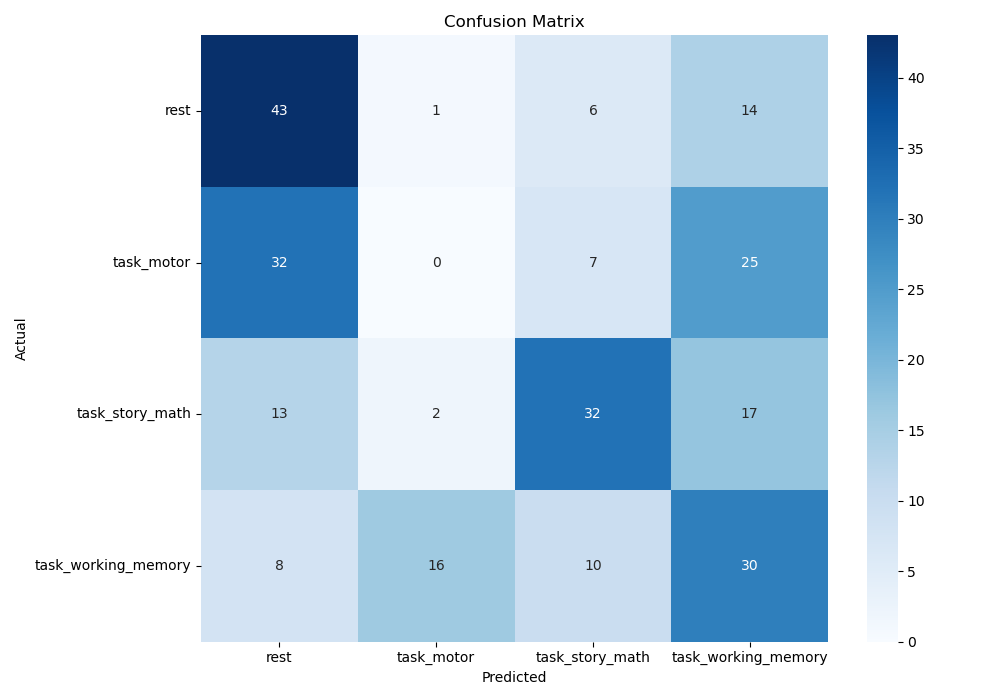 Confusion Matrix
rest 43 1 6 14
task_motor 32 0 7 25
task_story_math 13 2 32 17
task_working_memory 8 16 10 30
rest task_motor task_story_math task_working_memory
Predicted
Actual
40
35
30
25
20
15
10
5
0